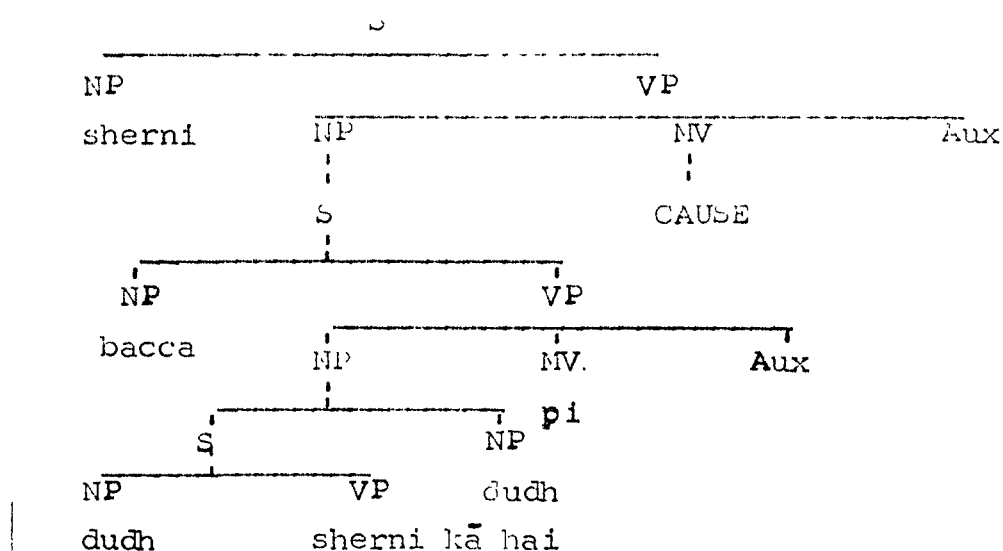 S
NP VP
sherni NP MV Aux
S CAUSE
NP VP
bacca NP MV. Aux
pi
S NP
NP VP dudh
dudh sherni kā hai